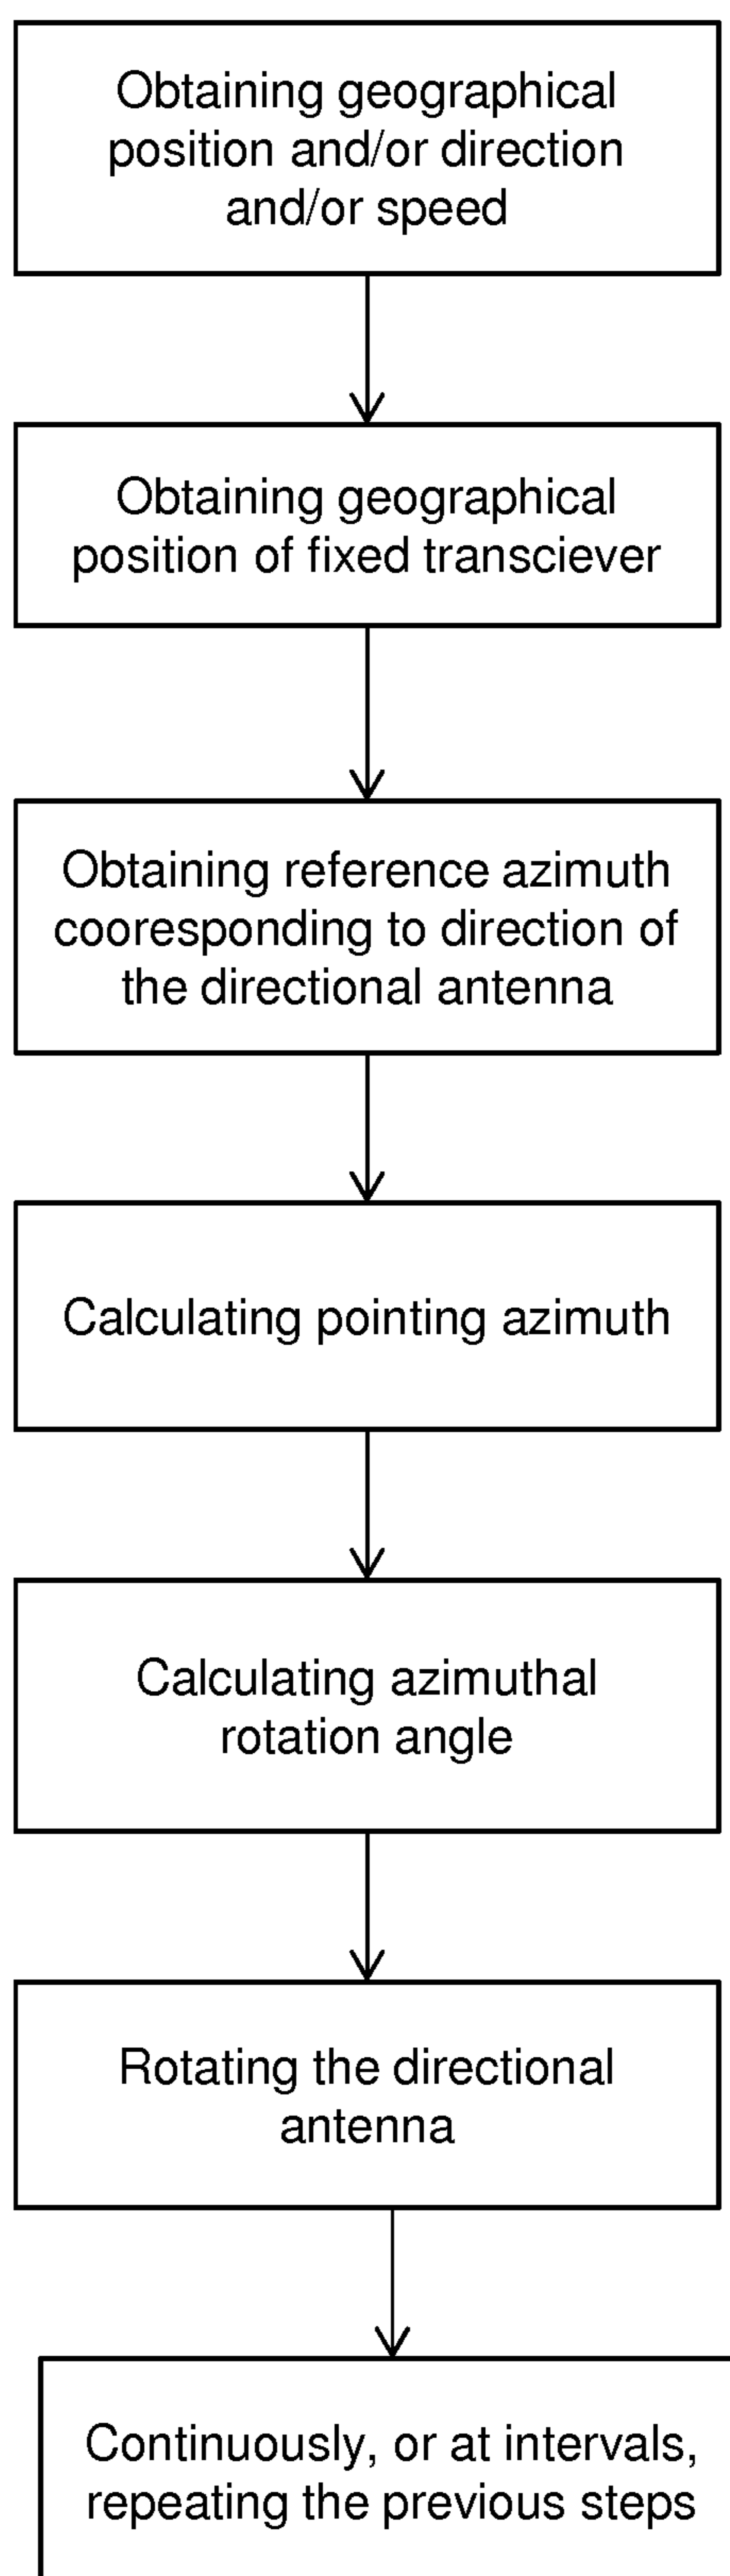 Obtaining geographical
position and/or direction
and/or speed
Obtaining geographical
position of fixed transciever
Obtaining reference azimuth
cooresponding to direction of
the directional antenna
Calculating pointing azimuth
Calculating azimuthal
rotation angle
Rotating the directional
antenna
Continuously, or at intervals,
repeating the previous steps